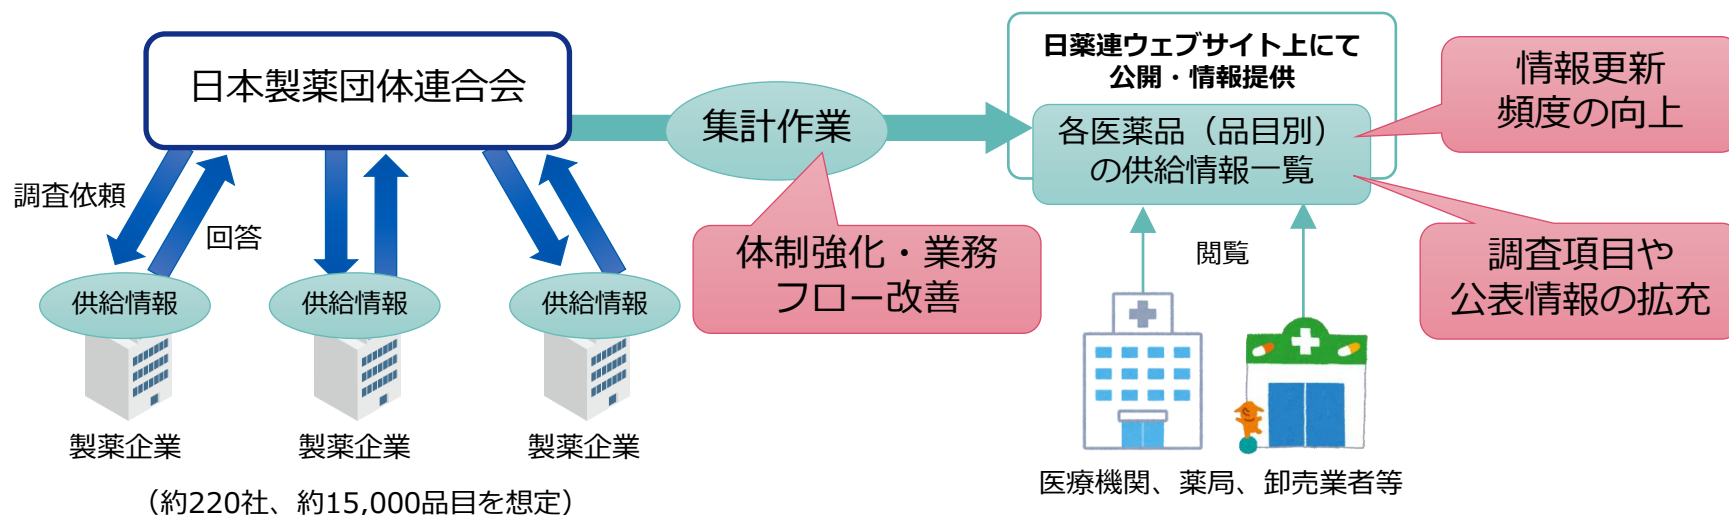 日本製薬団体連合会
調査依頼
回答
供給情報
供給情報
供給情報
製薬企業
製薬企業
製薬企業
（約220社、約15,000品目を想定）
集計作業
体制強化・業務
フロー改善
日薬連ウェブサイト上にて
公開・情報提供
各医薬品（品目別）
の供給情報一覧
情報更新
頻度の向上
調査項目や
公表情報の拡充
閲覧
医療機関、薬局、卸売業者等